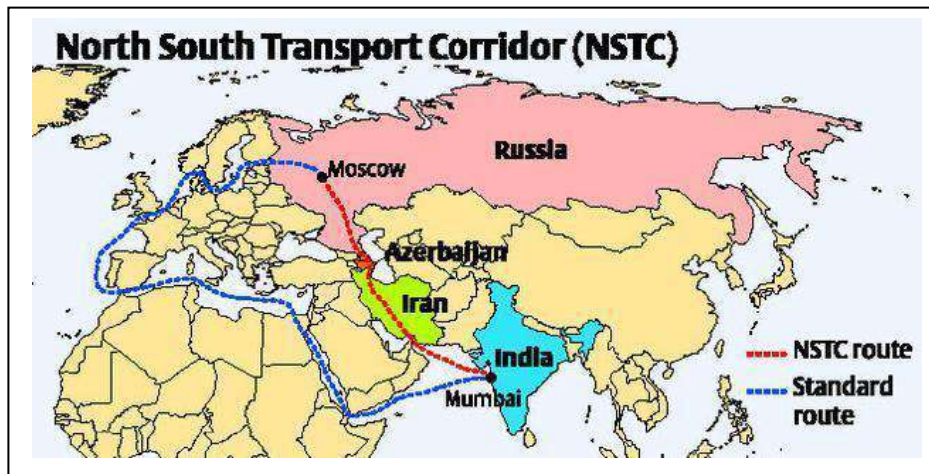 North South Transport Corridor (NSTC)
Russia
Moscow
Azerbaijan
Iran
India
Mumbai
NSTC route
Standard
route